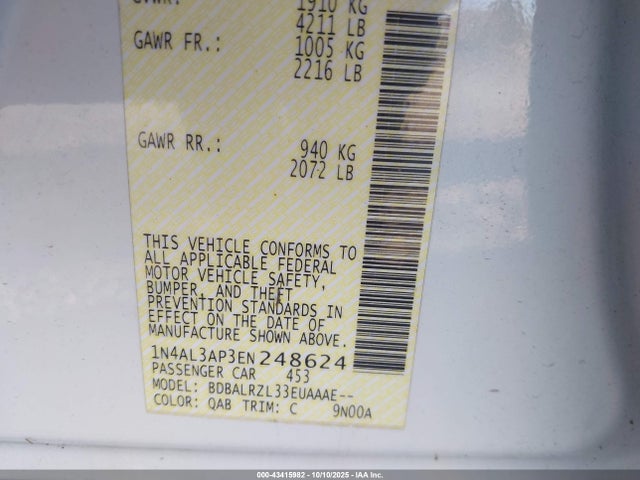 GVWR: 1910 KG
4211 LB
GAWR FR.: 1005 KG
2216 LB
GAWR RR.: 940 KG
2072 LB
THIS VEHICLE CONFORMS TO
ALL APPLICABLE FEDERAL
MOTOR VEHICLE SAFETY,
BUMPER, AND THEFT
PREVENTION STANDARDS IN
EFFECT ON THE DATE OF
MANUFACTURE SHOWN ABOVE.
1N4AL3AP3EN248624
PASSENGER CAR 453
MODEL: BDBALRZL33EUAAAE--
COLOR: QAB TRIM: C 9N00A
000-43415982 - 10/10/2025 - IAA Inc.